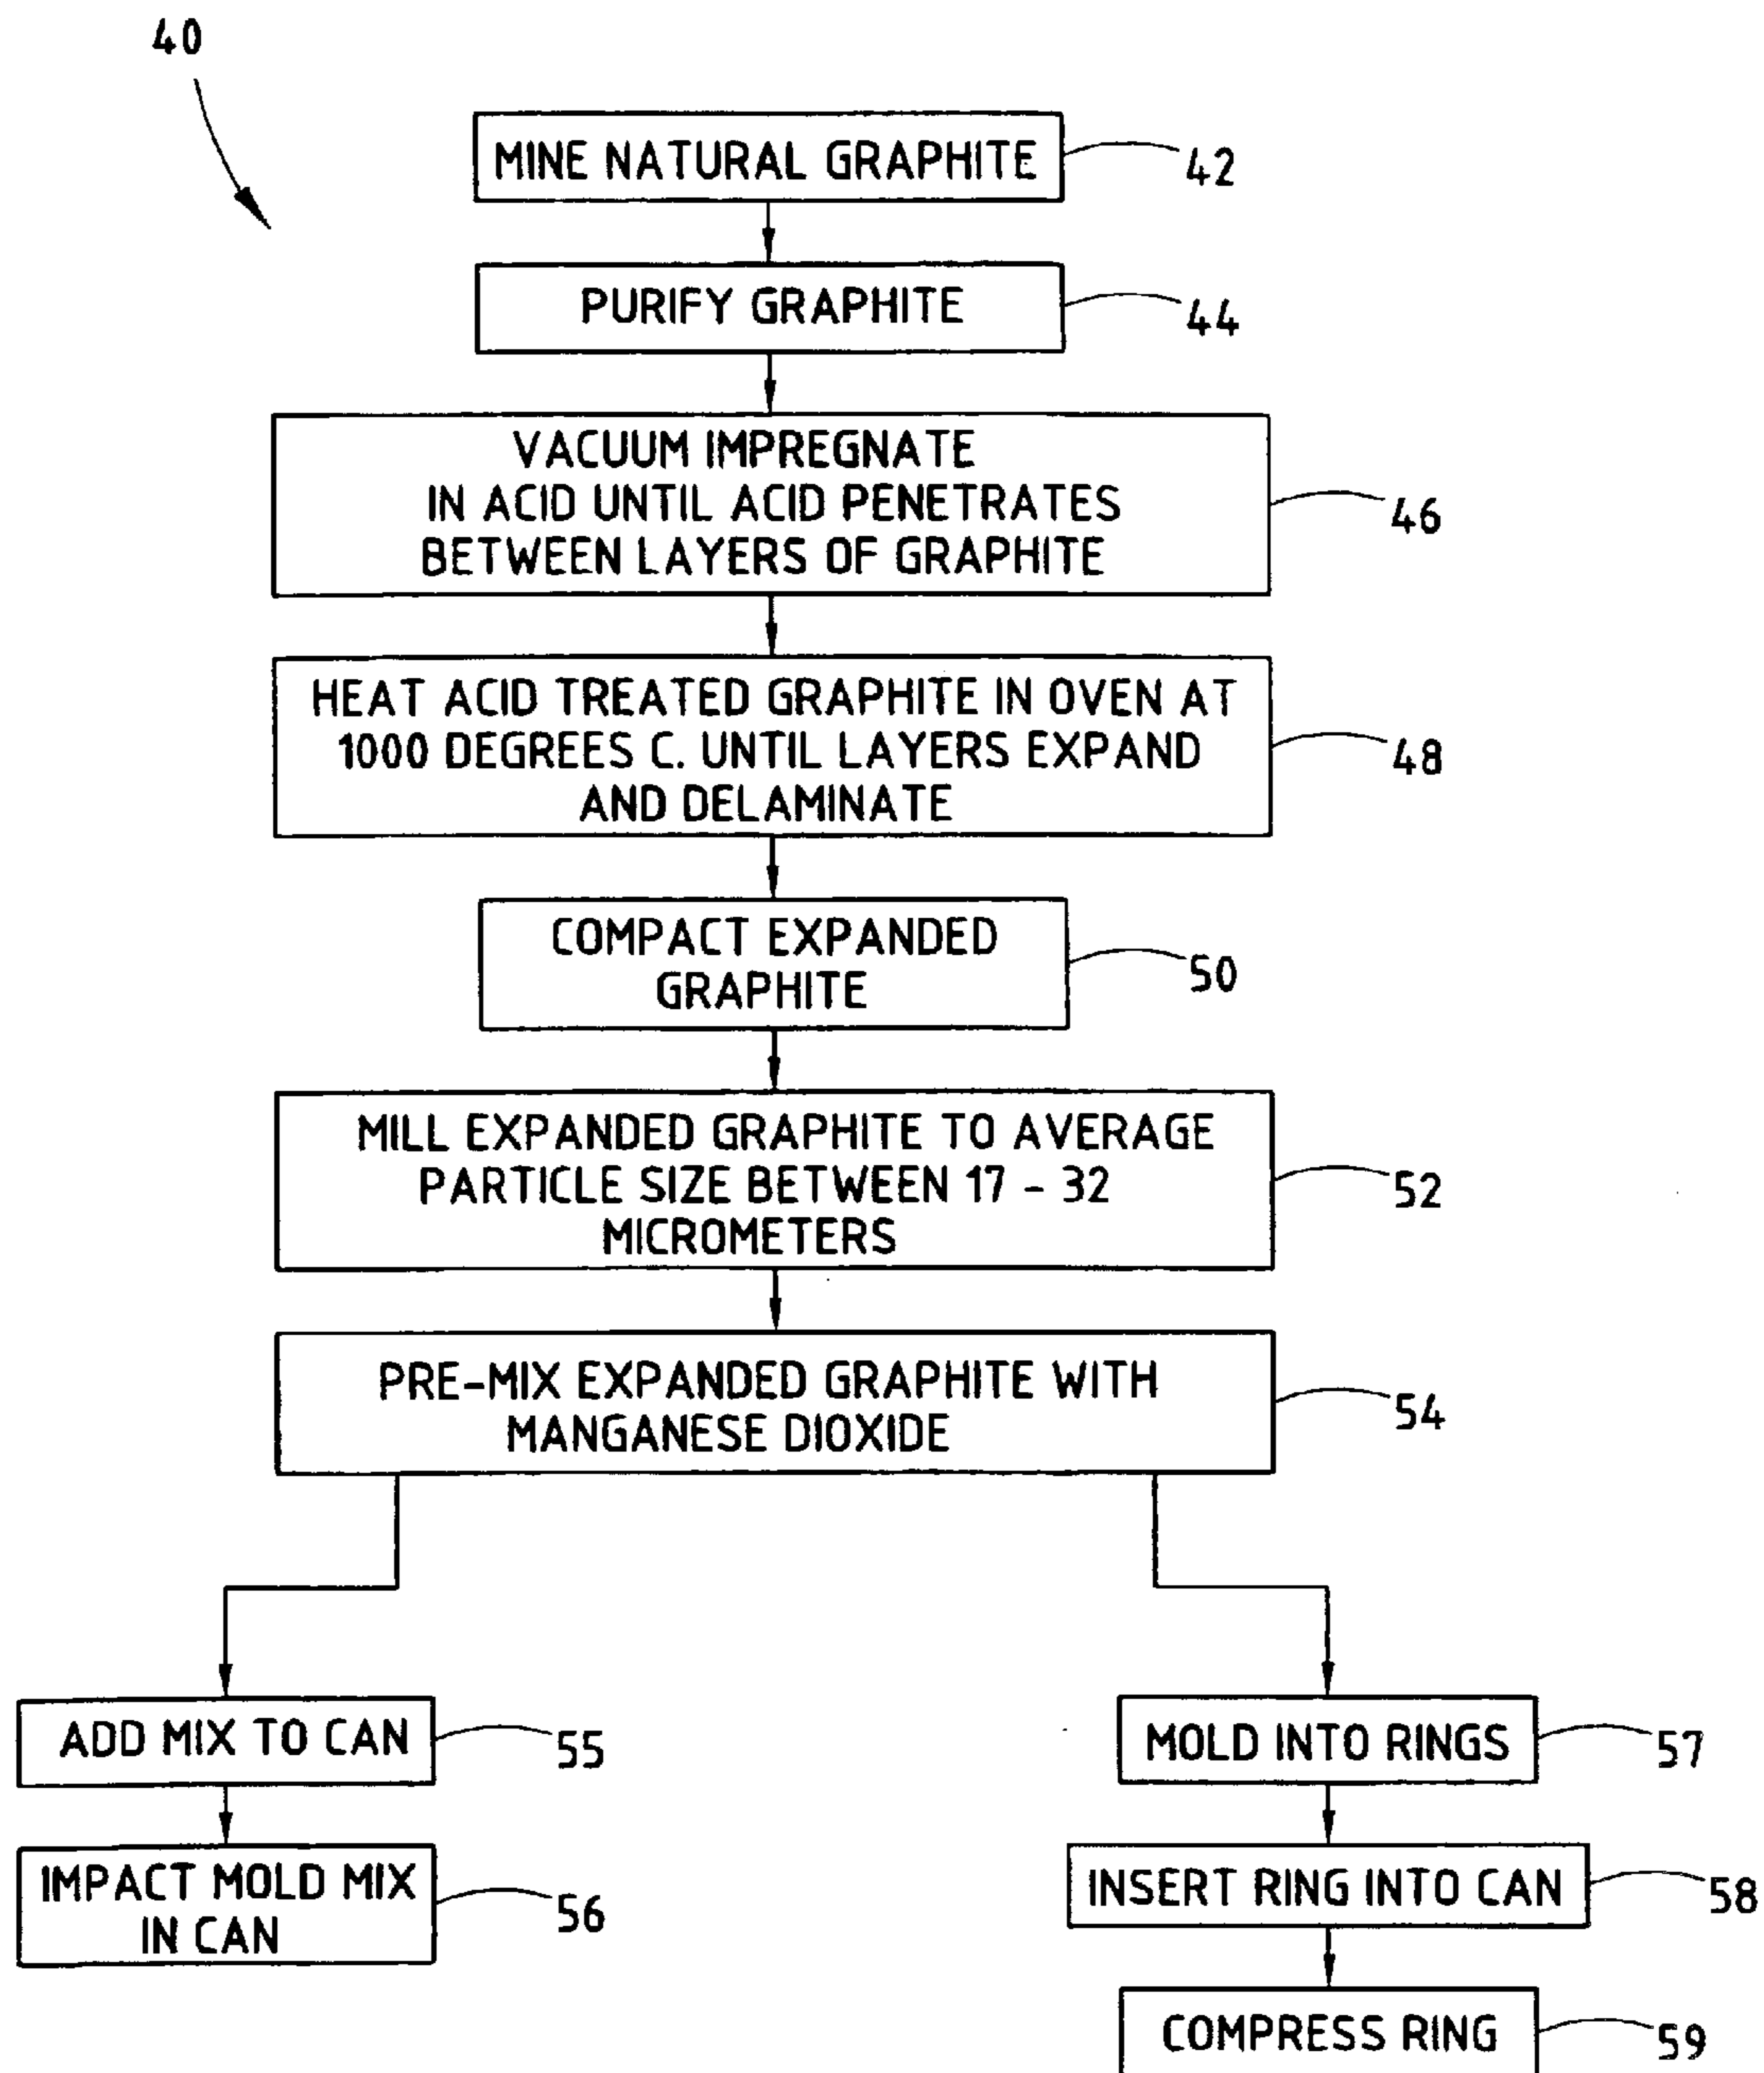 40
MINE NATURAL GRAPHITE
42
PURIFY GRAPHITE
44
VACUUM IMPREGNATE
IN ACID UNTIL ACID PENETRATES
BETWEEN LAYERS OF GRAPHITE
46
HEAT ACID TREATED GRAPHITE IN OVEN AT
1000 DEGREES C. UNTIL LAYERS EXPAND
AND DELAMINATE
48
COMPACT EXPANDED
GRAPHITE
50
MILL EXPANDED GRAPHITE TO AVERAGE
PARTICLE SIZE BETWEEN 17 - 32
MICROMETERS
52
PRE-MIX EXPANDED GRAPHITE WITH
MANGANESE DIOXIDE
54
ADD MIX TO CAN
55
IMPACT MOLD MIX
IN CAN
56
MOLD INTO RINGS
57
INSERT RING INTO CAN
58
COMPRESS RING
59